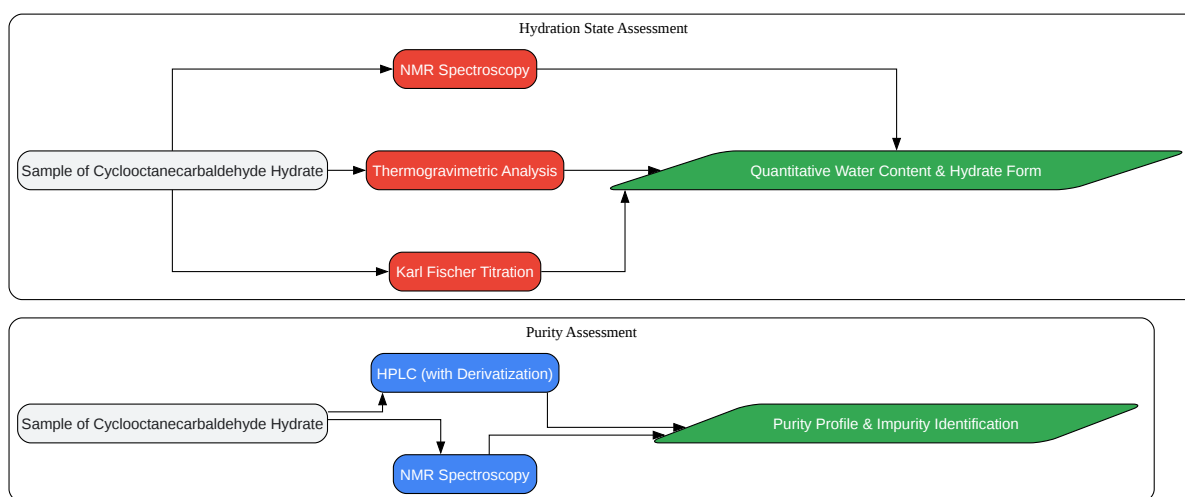 Hydration State Assessment
NMR Spectroscopy
Sample of Cyclooctanecarbaldehyde Hydrate
Thermogravimetric Analysis
Quantitative Water Content & Hydrate Form
Karl Fischer Titration
Purity Assessment
HPLC (with Derivatization)
Sample of Cyclooctanecarbaldehyde Hydrate
Purity Profile & Impurity Identification
NMR Spectroscopy